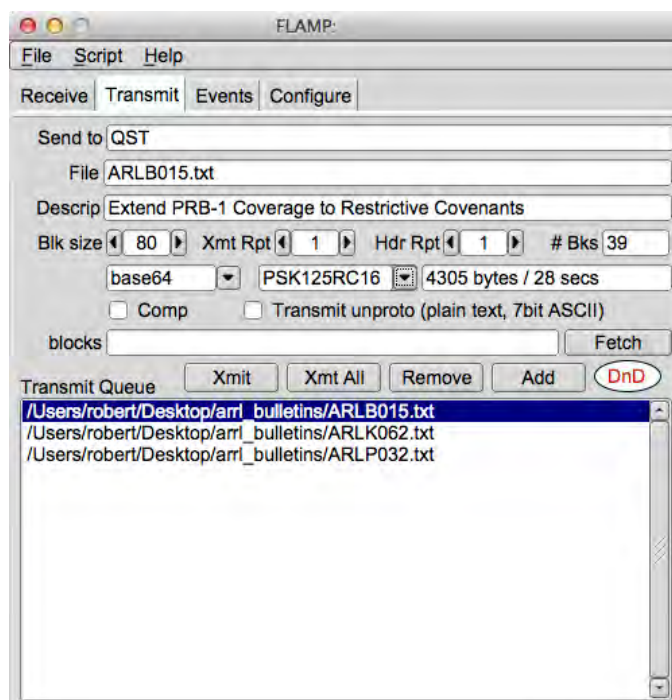 FLAMP:
File Script Help
Receive Transmit Events Configure
Send to QST
File ARLB015.txt
Descrip Extend PRB-1 Coverage to Restrictive Covenants
Blk size 80 Xmt Rpt 1 Hdr Rpt 1 # Bks 39
base64 PSK125RC16 4305 bytes / 28 secs
Comp Transmit unproto (plain text, 7bit ASCII)
blocks Fetch
Transmit Queue Xmit Xmt All Remove Add DnD
/Users/robert/Desktop/arrl_bulletins/ARLB015.txt
/Users/robert/Desktop/arrl_bulletins/ARLK062.txt
/Users/robert/Desktop/arrl_bulletins/ARLP032.txt